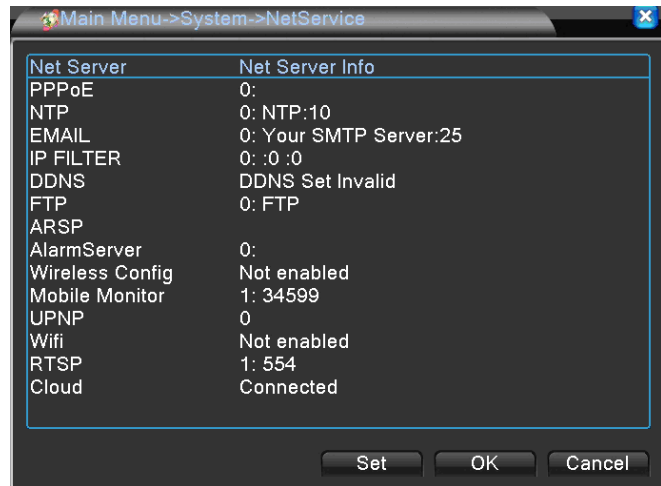 Main Menu->System->NetService
Net Server Net Server Info
PPPoE 0:
NTP 0: NTP:10
EMAIL 0: Your SMTP Server:25
IP FILTER 0: :0 :0
DDNS DDNS Set Invalid
FTP 0: FTP
ARSP
AlarmServer 0:
Wireless Config Not enabled
Mobile Monitor 1: 34599
UPNP 0
Wifi Not enabled
RTSP 1: 554
Cloud Connected
Set OK Cancel